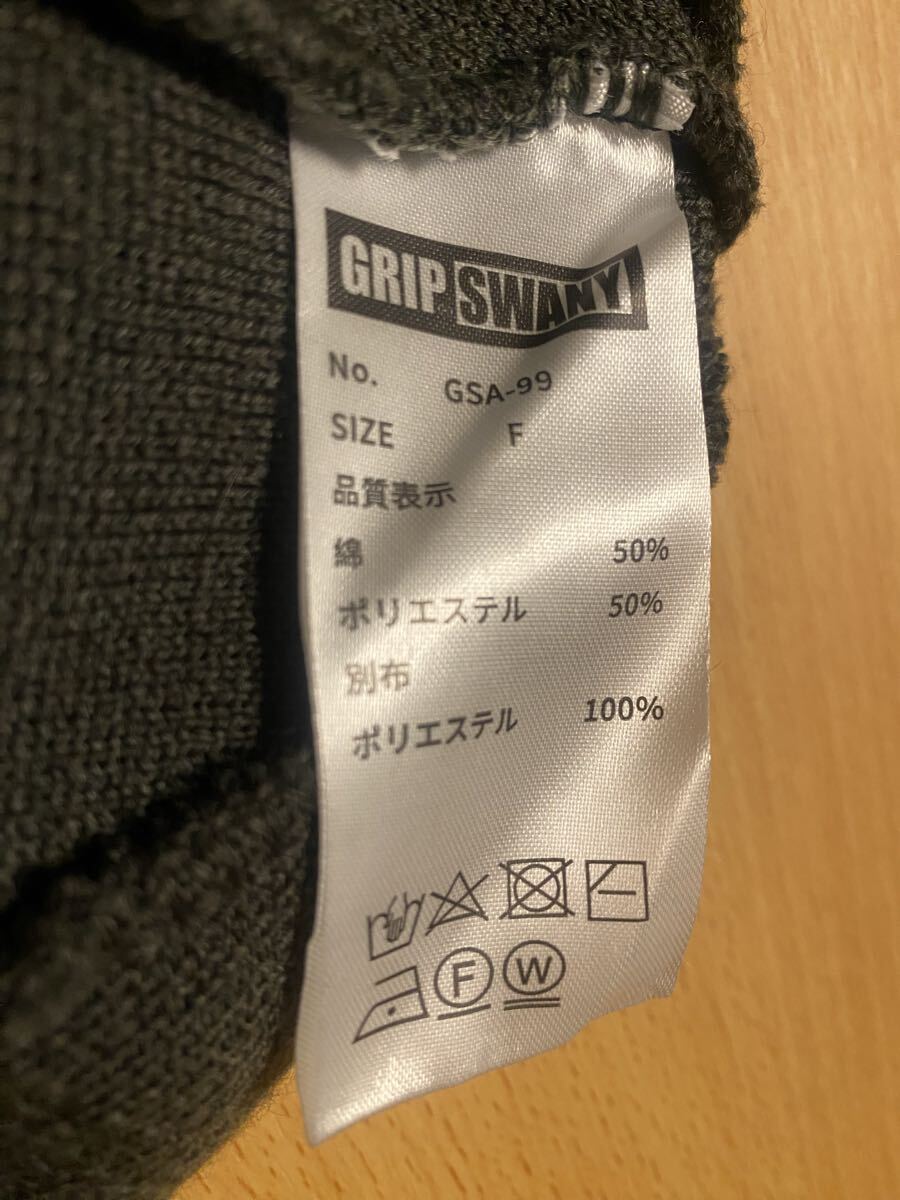 GRIP SWANY
No. GSA-99
SIZE F
品質表示
綿 50%
ポリエステル 50%
別布
ポリエステル 100%
F W